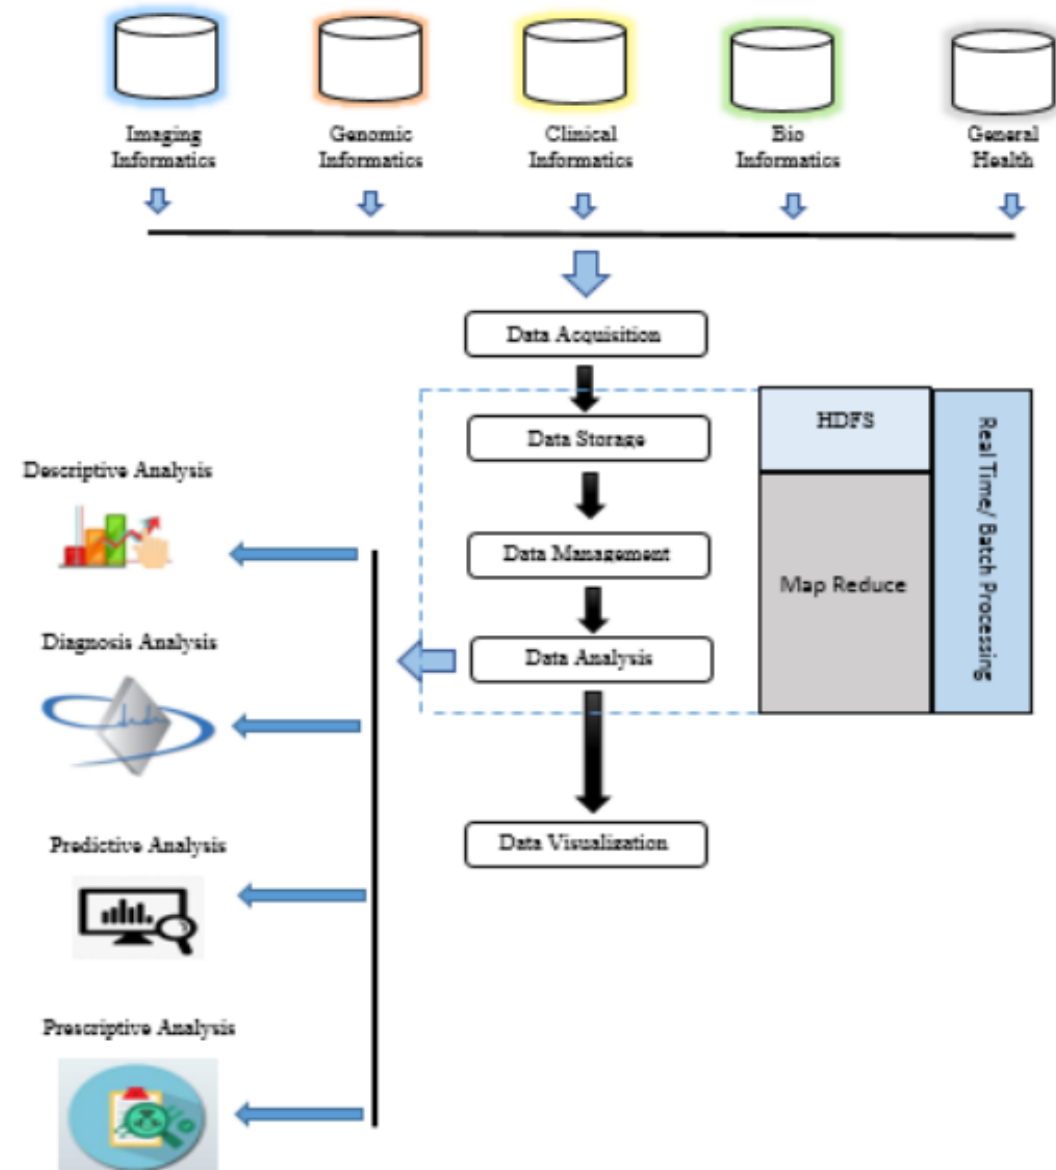 Imaging
Informatics
Genomic
Informatics
Clinical
Informatics
Bio
Informatics
General
Health
Data Acquisition
Data Storage
HDFS
Real Time/ Batch Processing
Descriptive Analysis
Data Management
Map Reduce
Diagnosis Analysis
Data Analysis
Predictive Analysis
Data Visualization
Prescriptive Analysis